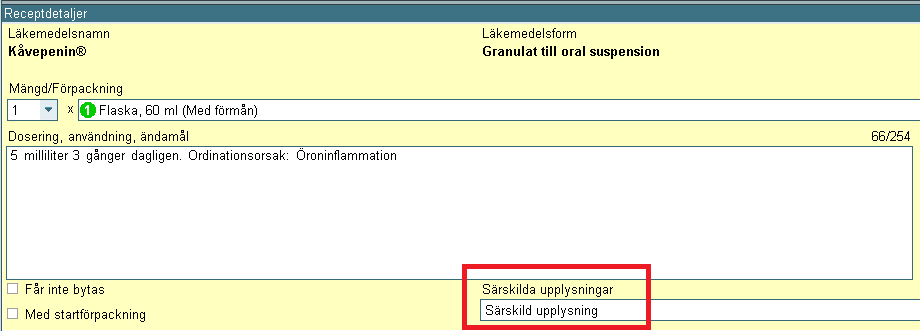 Receptdetaljer
Läkemedelsnamn Läkemedelsform
Kåvepenin® Granulat till oral suspension
Mängd/Förpackning
1 x 1 Flaska, 60 ml (Med förmån)
Dosering, användning, ändamål 66/254
5 milliliter 3 gånger dagligen. Ordinationsorsak: Öroninflammation
Får inte bytas Särskilda upplysningar
Med startförpackning Särskild upplysning